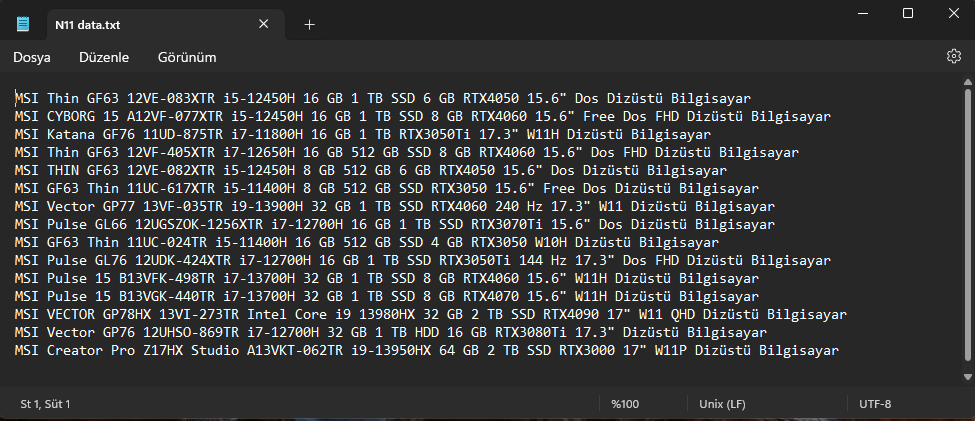 N11 data.txt
Dosya Düzenle Görünüm
MSI Thin GF63 12VE-083XTR i5-12450H 16 GB 1 TB SSD 6 GB RTX4050 15.6" Dos Dizüstü Bilgisayar
MSI CYBORG 15 A12VF-077XTR i5-12450H 16 GB 1 TB SSD 8 GB RTX4060 15.6" Free Dos FHD Dizüstü Bilgisayar
MSI Katana GF76 11UD-875TR i7-11800H 16 GB 1 TB RTX3050Ti 17.3" W11H Dizüstü Bilgisayar
MSI Thin GF63 12VF-405XTR i7-12650H 16 GB 512 GB SSD 8 GB RTX4060 15.6" Dos FHD Dizüstü Bilgisayar
MSI THIN GF63 12VE-082XTR i5-12450H 8 GB 512 GB 6 GB RTX4050 15.6" Dos Dizüstü Bilgisayar
MSI GF63 Thin 11UC-617XTR i5-11400H 8 GB 512 GB SSD RTX3050 15.6" Free Dos Dizüstü Bilgisayar
MSI Vector GP77 13VF-035TR i9-13900H 32 GB 1 TB SSD RTX4060 240 Hz 17.3" W11 Dizüstü Bilgisayar
MSI Pulse GL66 12UGSZOK-1256XTR i7-12700H 16 GB 1 TB SSD RTX3070Ti 15.6" Dos Dizüstü Bilgisayar
MSI GF63 Thin 11UC-024TR i5-11400H 16 GB 512 GB SSD 4 GB RTX3050 W10H Dizüstü Bilgisayar
MSI Pulse GL76 12UDK-424XTR i7-12700H 16 GB 1 TB SSD RTX3050Ti 144 Hz 17.3" Dos FHD Dizüstü Bilgisayar
MSI Pulse 15 B13VFK-498TR i7-13700H 32 GB 1 TB SSD 8 GB RTX4060 15.6" W11H Dizüstü Bilgisayar
MSI Pulse 15 B13VGK-440TR i7-13700H 32 GB 1 TB SSD 8 GB RTX4070 15.6" W11H Dizüstü Bilgisayar
MSI VECTOR GP78HX 13VI-273TR Intel Core i9 13980HX 32 GB 2 TB SSD RTX4090 17" W11 QHD Dizüstü Bilgisayar
MSI Vector GP76 12UHSO-869TR i7-12700H 32 GB 1 TB HDD 16 GB RTX3080Ti 17.3" Dizüstü Bilgisayar
MSI Creator Pro Z17HX Studio A13VKT-062TR i9-13950HX 64 GB 2 TB SSD RTX3000 17" W11P Dizüstü Bilgisayar
St 1, Süt 1 %100 Unix (LF) UTF-8